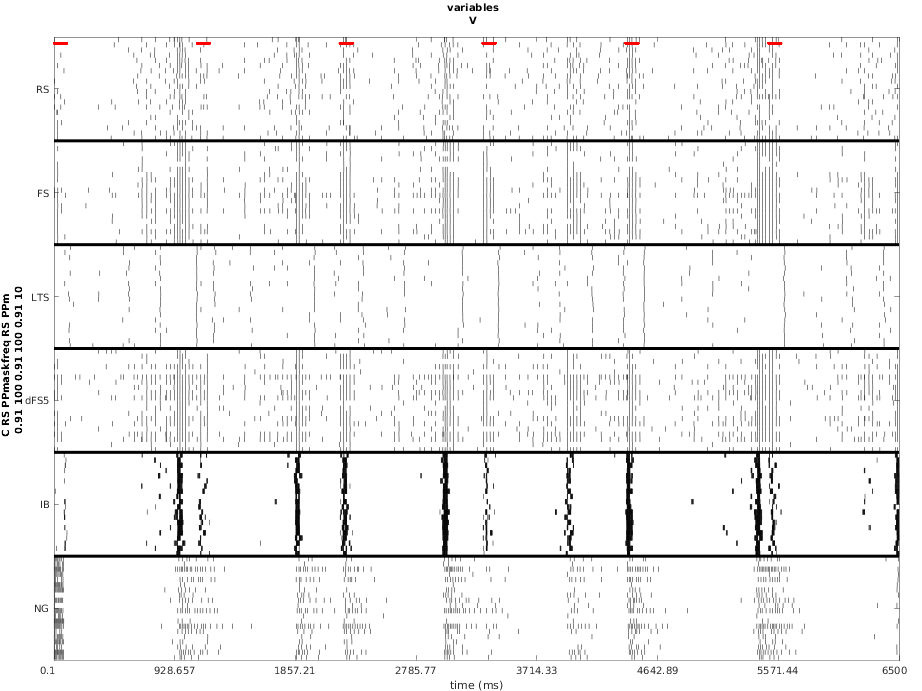 variables
V
RS
FS
LTS
dFS5
IB
NG
C RS PPmaskfreq RS PPm
0.91 100 0.91 100 0.91 10
0.1 928.657 1857.21 2785.77 3714.33 4642.89 5571.44 6500
time (ms)